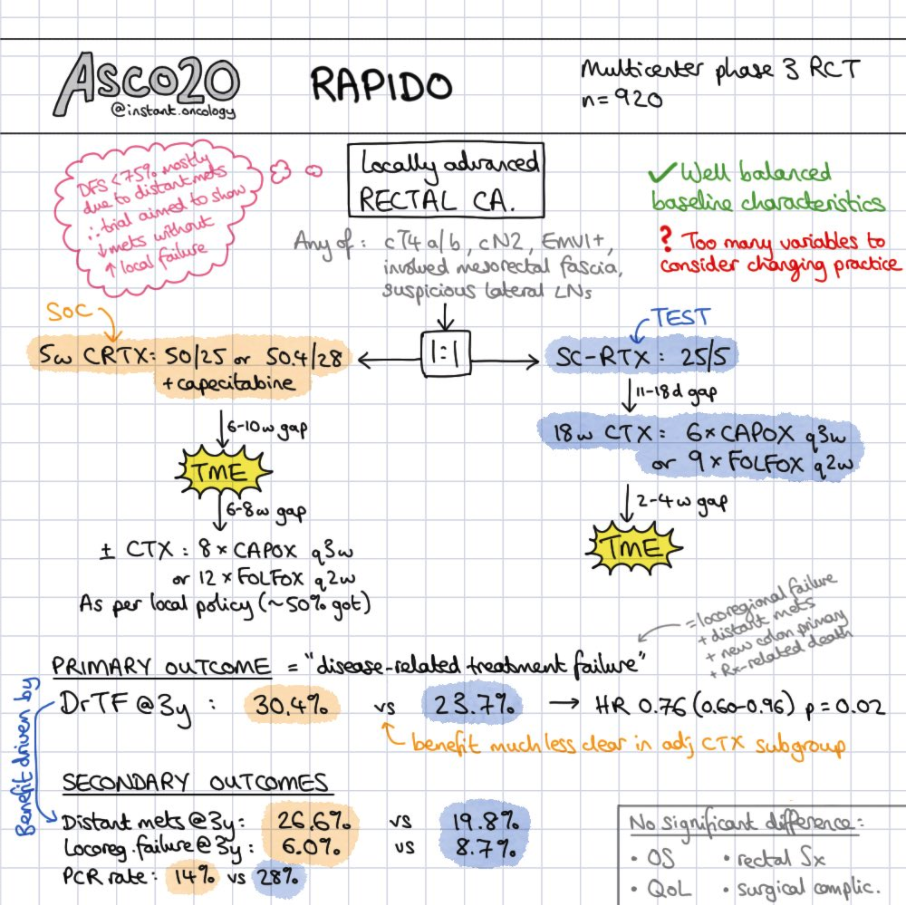 Asco20
@instant.oncology
RAPIDO
Multicenter phase 3 RCT
n=920
DFS <75% mostly
due to distant mets
∴ trial aimed to show
↓mets without
↑ local failure
Locally advanced
RECTAL CA.
Any of: cT4a/b, cN2, EMVI+,
involved mesorectal fascia,
suspicious lateral LNs
✓Well balanced
baseline characteristics
? Too many variables to
consider changing practice
SOC
TEST
5w CRTX: 50/25 or 50.4/28
+capecitabine
1:1
SC-RTX: 25/5
6-10w gap
TME
6-8w gap
± CTX: 8×CAPOX q3w
or 12×FOLFOX q2w
As per local policy (~50% got)
11-18d gap
18w CTX: 6×CAPOX q3w
or 9×FOLFOX q2w
2-4w gap
TME
=locoregional failure
+distant mets
+ new colon primary
+ Rx-related death
PRIMARY OUTCOME = "disease-related treatment failure"
DrTF @3y: 30.4% vs 23.7% → HR 0.76 (0.60-0.96) p=0.02
benefit much less clear in adj CTX subgroup
Benefit driven by
SECONDARY OUTCOMES
Distant mets @3y: 26.6% vs 19.8%
Locoreg. failure @3y: 6.0% vs 8.7%
PCR rate: 14% vs 28%
No significant difference:
• OS • rectal Sx
• QoL • surgical complic.